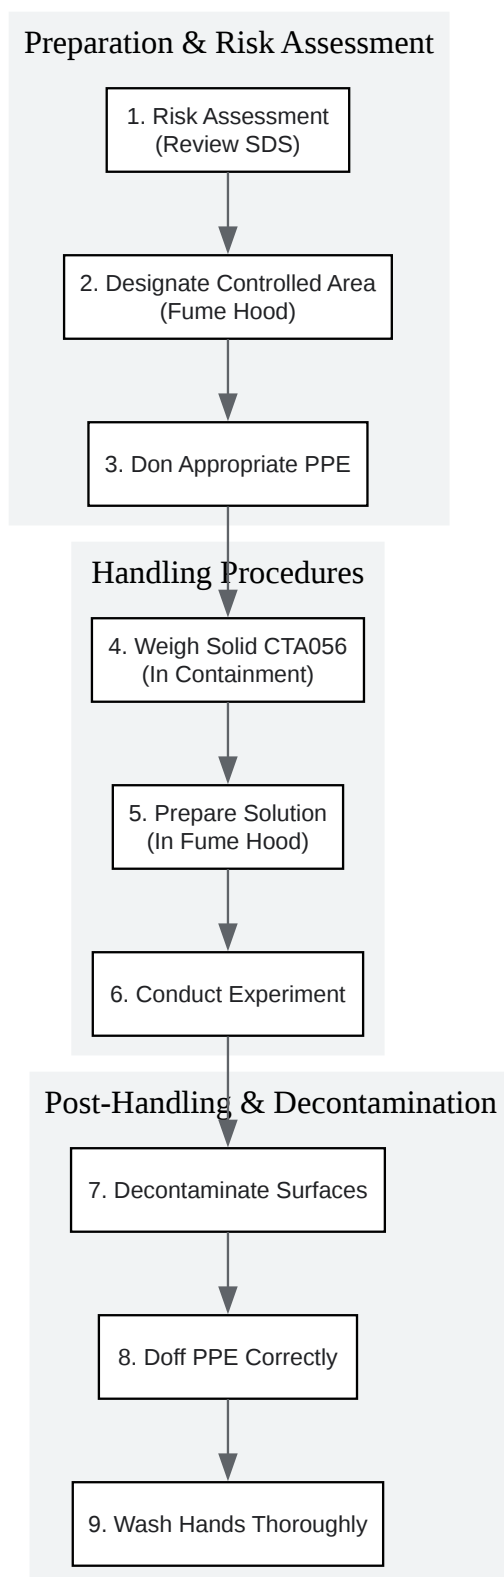 Preparation & Risk Assessment
1. Risk Assessment
(Review SDS)
2. Designate Controlled Area
(Fume Hood)
3. Don Appropriate PPE
Handling Procedures
4. Weigh Solid CTA056
(In Containment)
5. Prepare Solution
(In Fume Hood)
6. Conduct Experiment
Post-Handling & Decontamination
7. Decontaminate Surfaces
8. Doff PPE Correctly
9. Wash Hands Thoroughly